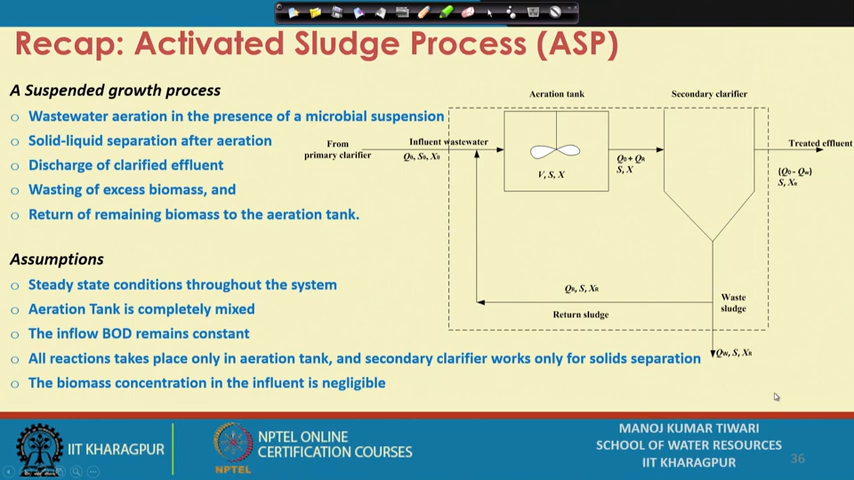 Recap: Activated Sludge Process (ASP)
A Suspended growth process
o Wastewater aeration in the presence of a microbial suspension
o Solid-liquid separation after aeration
o Discharge of clarified effluent
o Wasting of excess biomass, and
o Return of remaining biomass to the aeration tank.
Assumptions
o Steady state conditions throughout the system
o Aeration Tank is completely mixed
o The inflow BOD remains constant
o All reactions takes place only in aeration tank, and secondary clarifier works only for solids separation
o The biomass concentration in the influent is negligible
Aeration tank
Secondary clarifier
From
primary clarifier
Influent wastewater
Q0, S0, X0
V, S, X
Q0 + QR
S, X
Treated effluent
(Q0 - Qw)
S, Xe
QR, S, XR
Return sludge
Waste
sludge
Qw, S, XR
IIT KHARAGPUR
NPTEL
NPTEL ONLINE
CERTIFICATION COURSES
MANOJ KUMAR TIWARI
SCHOOL OF WATER RESOURCES
IIT KHARAGPUR
36